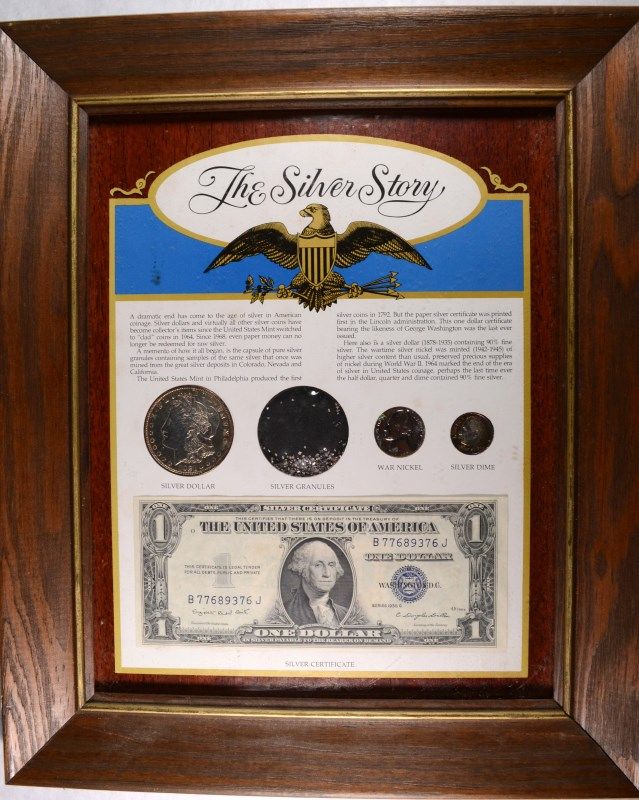 The Silver Story
A dramatic end has come to the age of silver in American
coinage. Silver dollars and virtually all other silver coins have
become collector's items since the United States Mint switched
to "clad" coins in 1964. Since 1968, even paper money can no
longer be redeemed for raw silver.
A memento of how it all began, is the capsule of pure silver
granules containing samples of the same silver that once was
mined from the great silver deposits in Colorado, Nevada and
California.
The United States Mint in Philadelphia produced the first
silver coins in 1792. But the paper silver certificate was printed
first in the Lincoln administration. This one dollar certificate
bearing the likeness of George Washington was the last ever
issued.
Here also is a silver dollar (1878-1935) containing 90% fine
silver. The wartime silver nickel was minted (1942-1945) of
higher silver content than usual, preserved precious supplies
of nickel during World War II. 1964 marked the end of the era
of silver in United States coinage, perhaps the last time ever
the half dollar, quarter and dime contained 90% fine silver.
SILVER DOLLAR
SILVER GRANULES
WAR NICKEL
SILVER DIME
ONE
SILVER CERTIFICATE
ONE
THIS CERTIFIES THAT THERE IS ON DEPOSIT IN THE TREASURY OF
THE UNITED STATES OF AMERICA
1
1
B 77689376 J
ONE DOLLAR
THIS CERTIFICATE IS LEGAL TENDER
FOR ALL DEBTS, PUBLIC AND PRIVATE
WASHINGTON, D.C.
B 77689376 J
1
1
ONE DOLLAR
IN SILVER PAYABLE TO THE BEARER ON DEMAND
ONE
ONE
SILVER CERTIFICATE